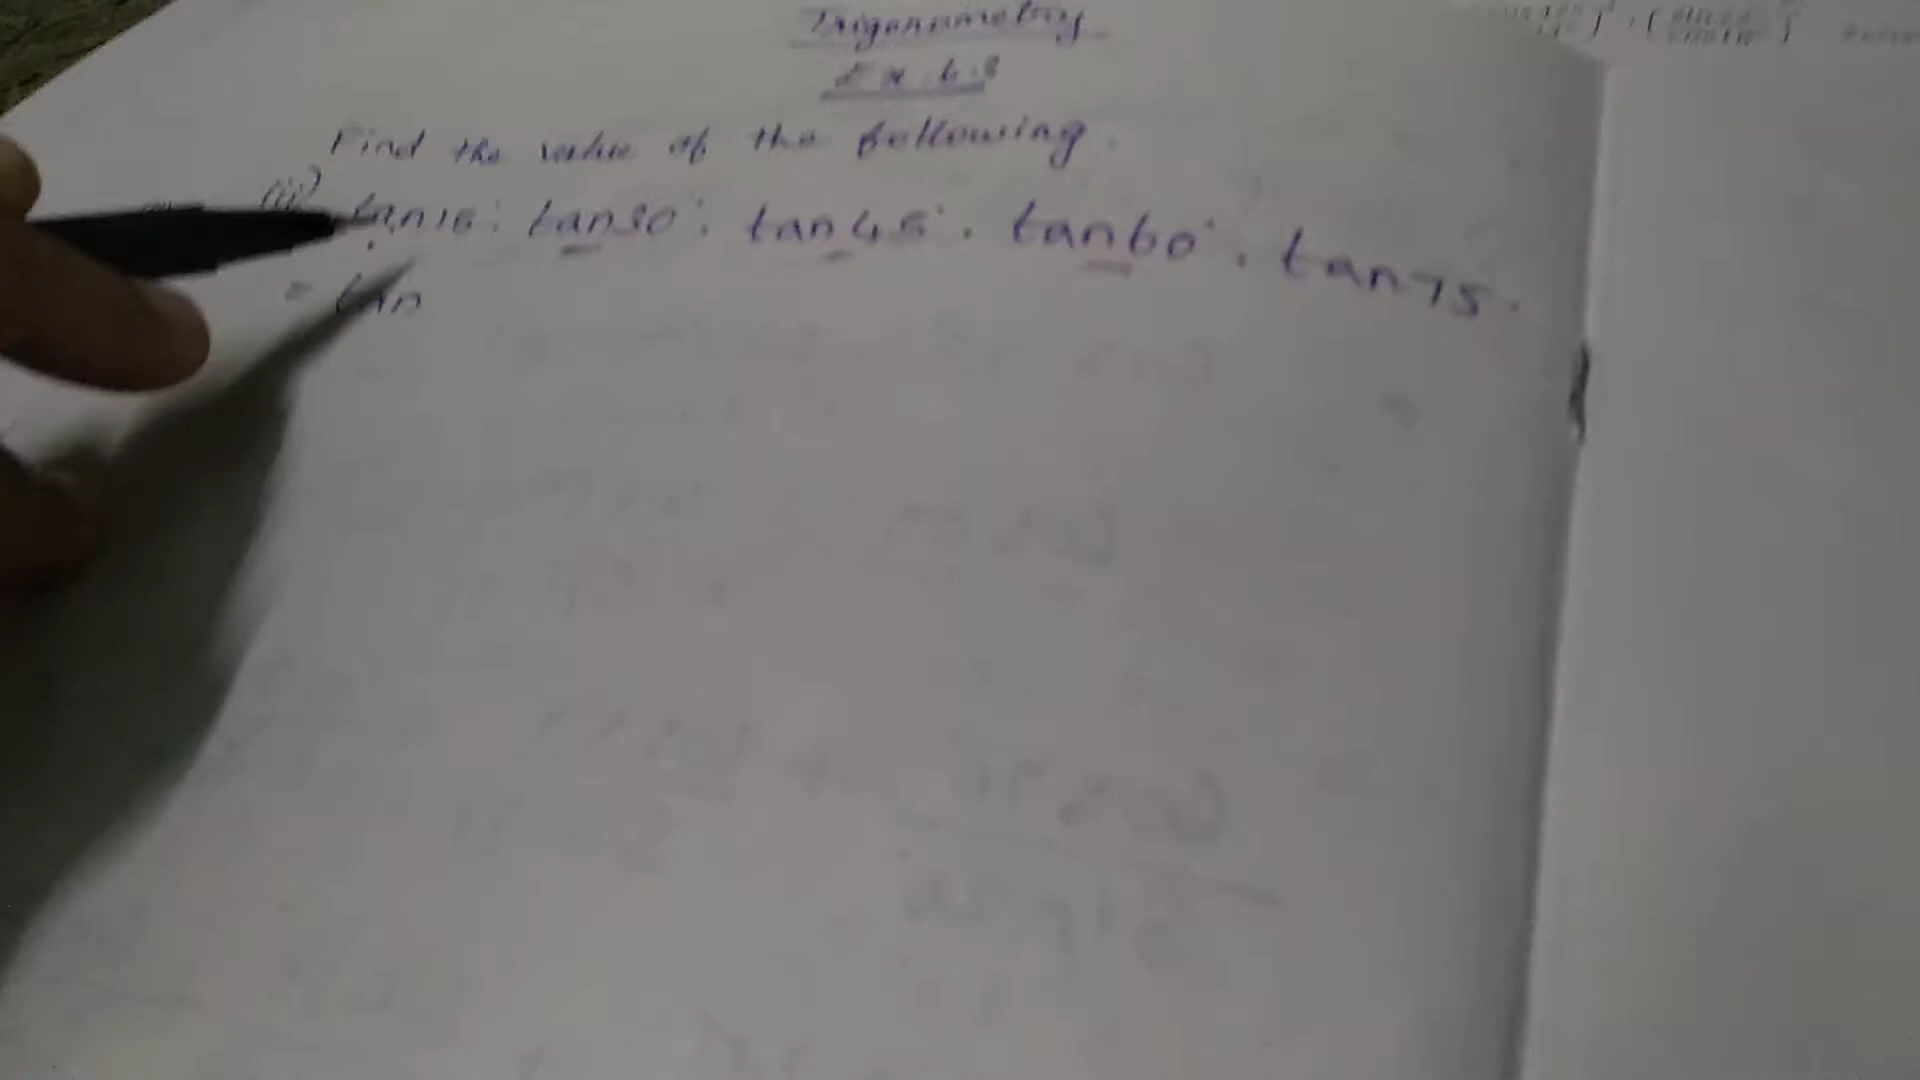 Trigonometry
Ex 6.3
Find the value of the following.
(ii) tan15°. tan30°. tan45°. tan60°. tan75°
= tan